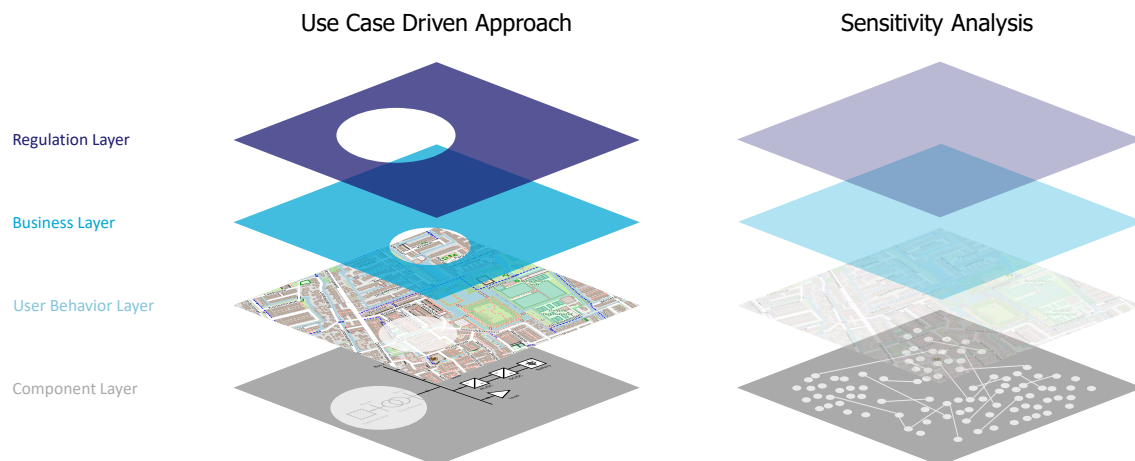 Use Case Driven Approach
Sensitivity Analysis
Regulation Layer
Business Layer
User Behavior Layer
Component Layer